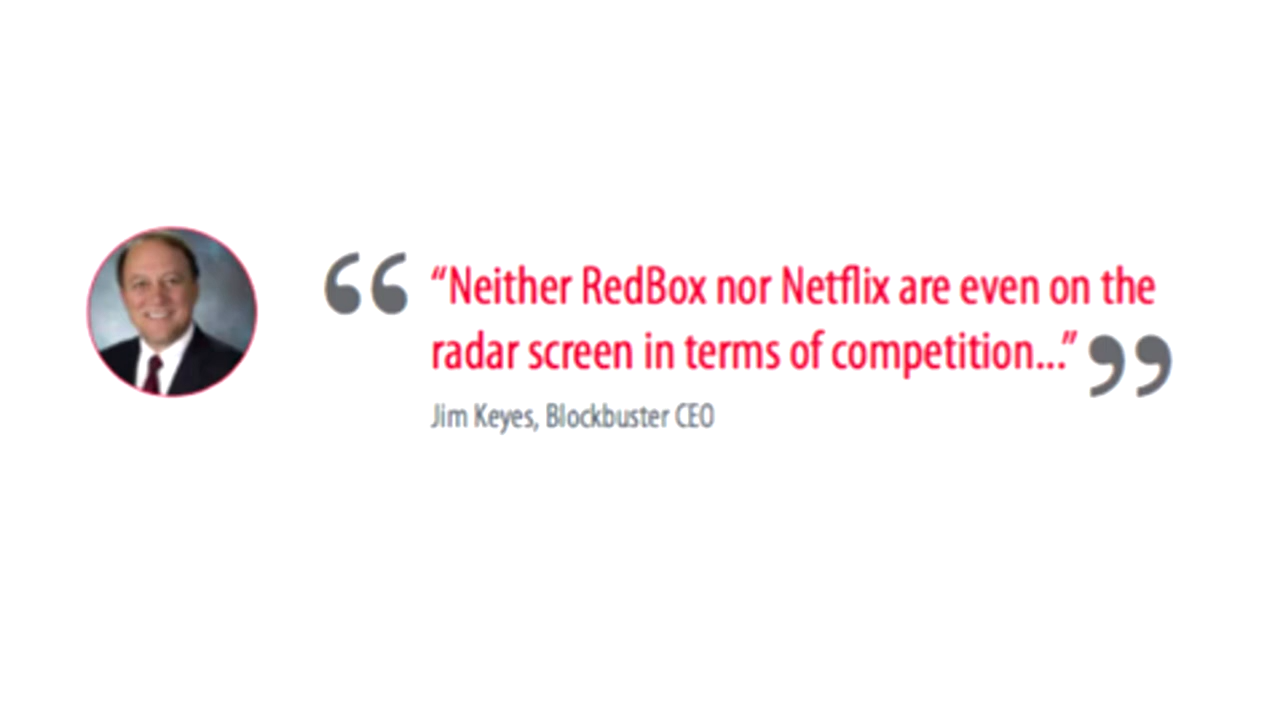 “Neither RedBox nor Netflix are even on the
radar screen in terms of competition...”
Jim Keyes, Blockbuster CEO